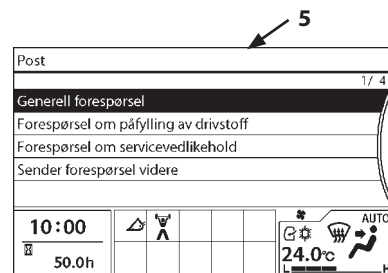 5
Post
1/ 4
Generell forespørsel
Forespørsel om påfylling av drivstoff
Forespørsel om servicevedlikehold
Sender forespørsel videre
10:00
50.0h
AUTO
24.0°c
L
H